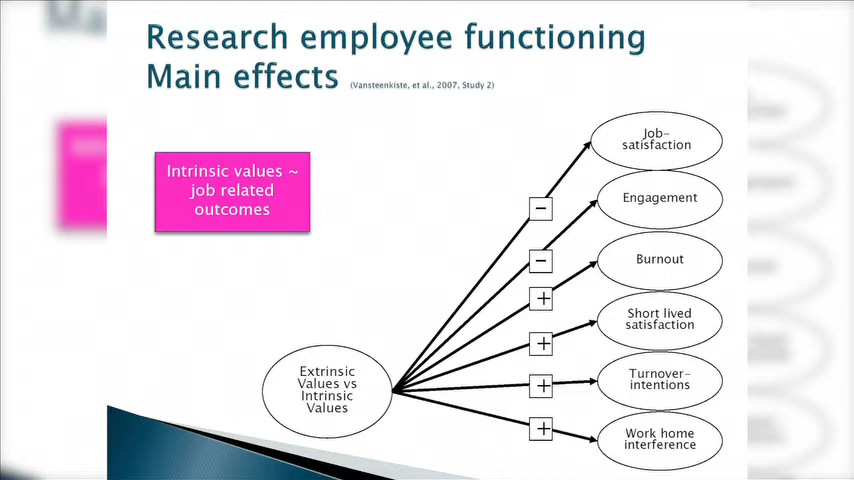 Research employee functioning
Main effects (Vansteenkiste, et al., 2007, Study 2)
Intrinsic values ~
job related
outcomes
Job-
satisfaction
Engagement
Burnout
Short lived
satisfaction
Turnover-
intentions
Work home
interference
−
−
+
+
+
+
Extrinsic
Values vs
Intrinsic
Values